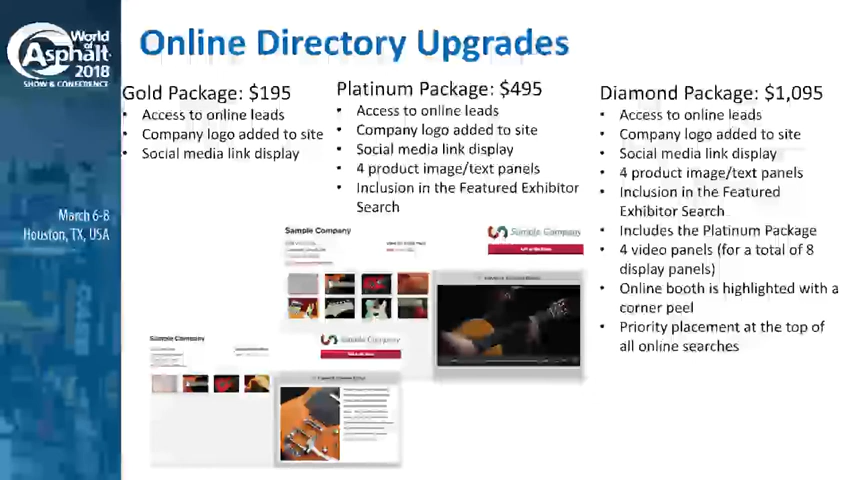 World
of
Asphalt
2018
SHOW & CONFERENCE
March 6-8
Houston, TX, USA
Online Directory Upgrades
Gold Package: $195
• Access to online leads
• Company logo added to site
• Social media link display
Platinum Package: $495
• Access to online leads
• Company logo added to site
• Social media link display
• 4 product image/text panels
• Inclusion in the Featured Exhibitor
Search
Diamond Package: $1,095
• Access to online leads
• Company logo added to site
• Social media link display
• 4 product image/text panels
• Inclusion in the Featured
Exhibitor Search
• Includes the Platinum Package
• 4 video panels (for a total of 8
display panels)
• Online booth is highlighted with a
corner peel
• Priority placement at the top of
all online searches
Sample Company
Sample Company
Sample Company
Sample Company